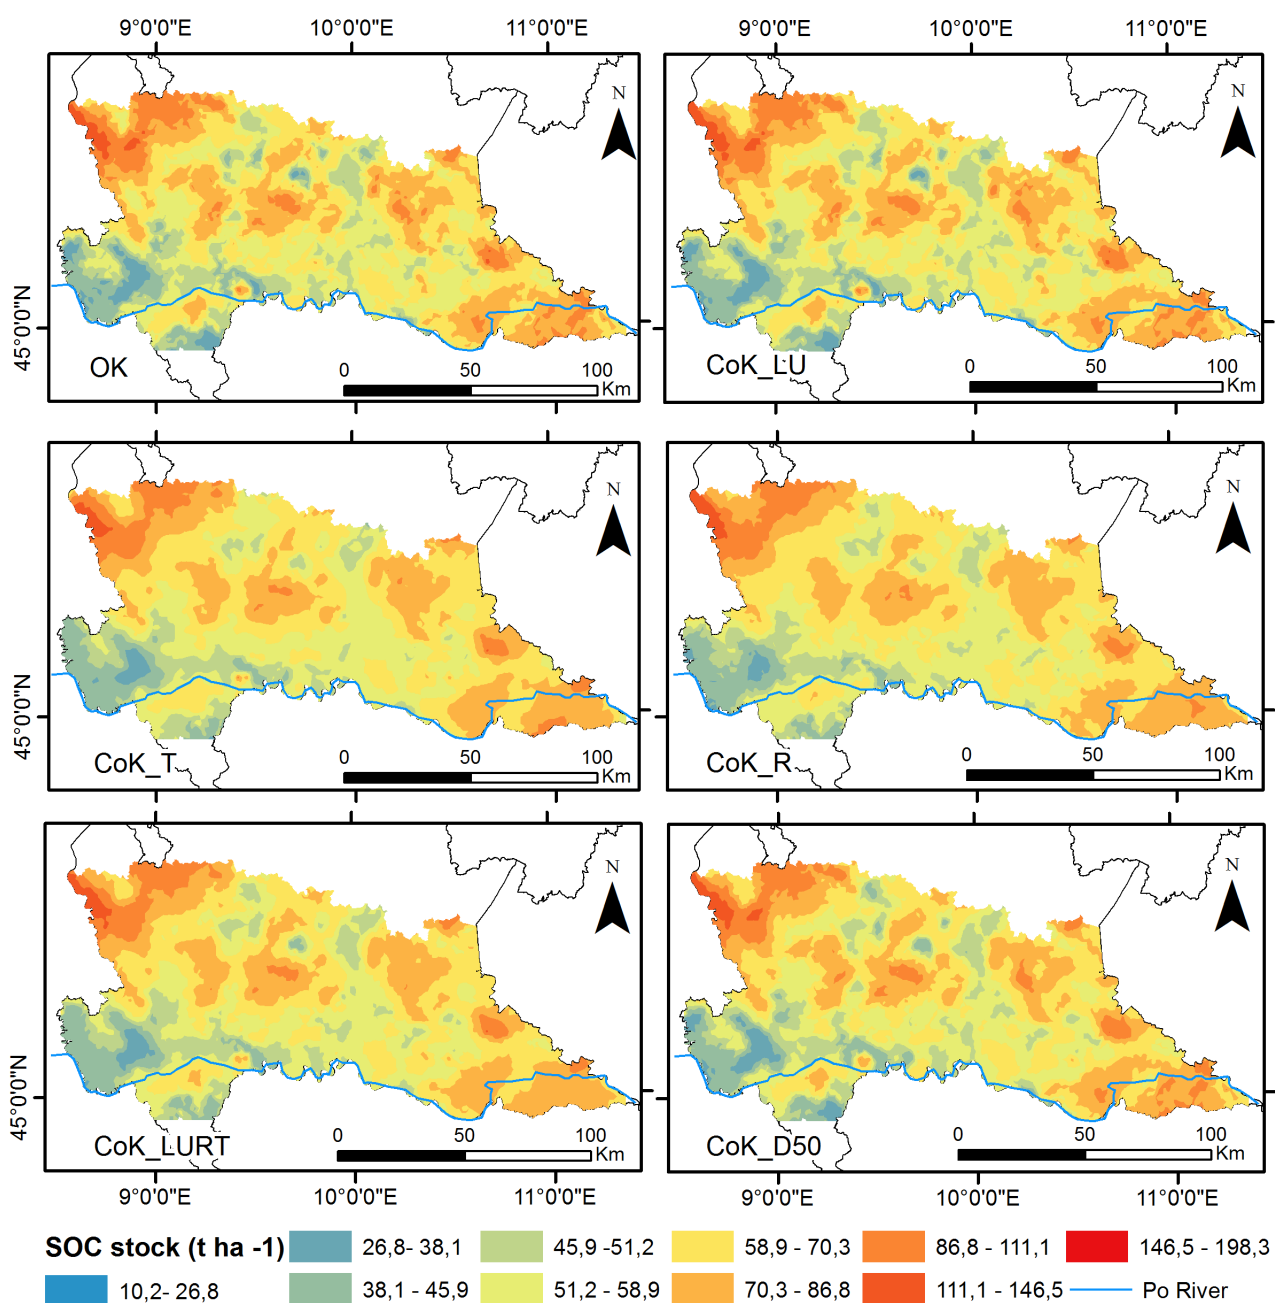 9°0'0"E 10°0'0"E 11°0'0"E 9°0'0"E 10°0'0"E 11°0'0"E
N N
45°0'0"N
OK CoK_LU
0 50 100 Km 0 50 100 Km
N N
45°0'0"N
CoK_T CoK_R
0 50 100 Km 0 50 100 Km
N N
45°0'0"N
CoK_LURT CoK_D50
0 50 100 Km 0 50 100 Km
9°0'0"E 10°0'0"E 11°0'0"E 9°0'0"E 10°0'0"E 11°0'0"E
SOC stock (t ha -1) 26,8- 38,1 45,9 -51,2 58,9 - 70,3 86,8 - 111,1 146,5 - 198,3
10,2- 26,8 38,1 - 45,9 51,2 - 58,9 70,3 - 86,8 111,1 - 146,5 Po River